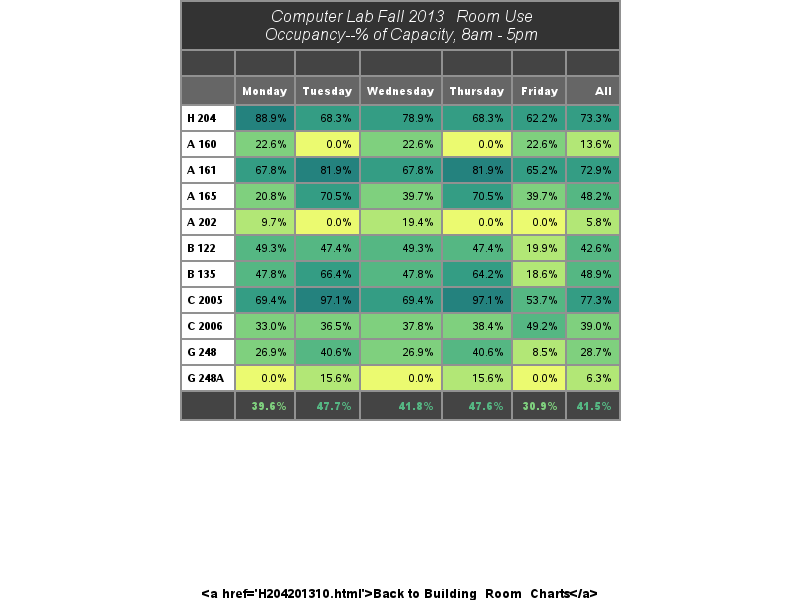 Computer Lab Fall 2013 Room Use
Occupancy--% of Capacity, 8am - 5pm
Monday Tuesday Wednesday Thursday Friday All
H 204 88.9% 68.3% 78.9% 68.3% 62.2% 73.3%
A 160 22.6% 0.0% 22.6% 0.0% 22.6% 13.6%
A 161 67.8% 81.9% 67.8% 81.9% 65.2% 72.9%
A 165 20.8% 70.5% 39.7% 70.5% 39.7% 48.2%
A 202 9.7% 0.0% 19.4% 0.0% 0.0% 5.8%
B 122 49.3% 47.4% 49.3% 47.4% 19.9% 42.6%
B 135 47.8% 66.4% 47.8% 64.2% 18.6% 48.9%
C 2005 69.4% 97.1% 69.4% 97.1% 53.7% 77.3%
C 2006 33.0% 36.5% 37.8% 38.4% 49.2% 39.0%
G 248 26.9% 40.6% 26.9% 40.6% 8.5% 28.7%
G 248A 0.0% 15.6% 0.0% 15.6% 0.0% 6.3%
39.6% 47.7% 41.8% 47.6% 30.9% 41.5%
<a href='H204201310.html'>Back to Building Room Charts</a>